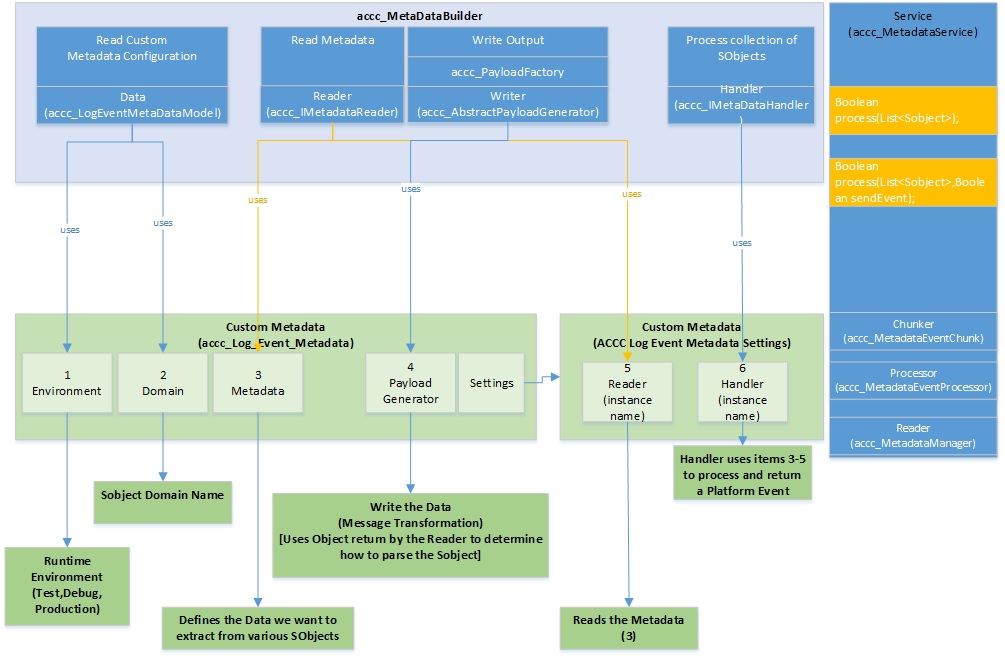 accc_MetaDataBuilder
Read Custom
Metadata Configuration
Data
(accc_LogEventMetaDataModel)
Read Metadata
Reader
(accc_IMetadataReader)
Write Output
accc_PayloadFactory
Writer
(accc_AbstractPayloadGenerator)
Process collection of
SObjects
Handler
(accc_IMetaDataHandler
)
Service
(accc_MetadataService)
Boolean
process(List<Sobject>);
Boolean
process(List<Sobject>,Boole
an sendEvent);
Chunker
(accc_MetadataEventChunk)
Processor
(accc_MetadataEventProcessor)
Reader
(accc_MetadataManager)
uses
uses
uses
uses
uses
uses
Custom Metadata
(accc_Log_Event_Metadata)
1
Environment
2
Domain
3
Metadata
4
Payload
Generator
Settings
Custom Metadata
(ACCC Log Event Metadata Settings)
5
Reader
(instance
name)
6
Handler
(instance
name)
Handler uses items 3-5
to process and return
a Platform Event
Sobject Domain Name
Write the Data
(Message Transformation)
[Uses Object return by the Reader to determine
how to parse the Sobject]
Runtime
Environment
(Test,Debug,
Production)
Defines the Data we want to
extract from various SObjects
Reads the Metadata
(3)